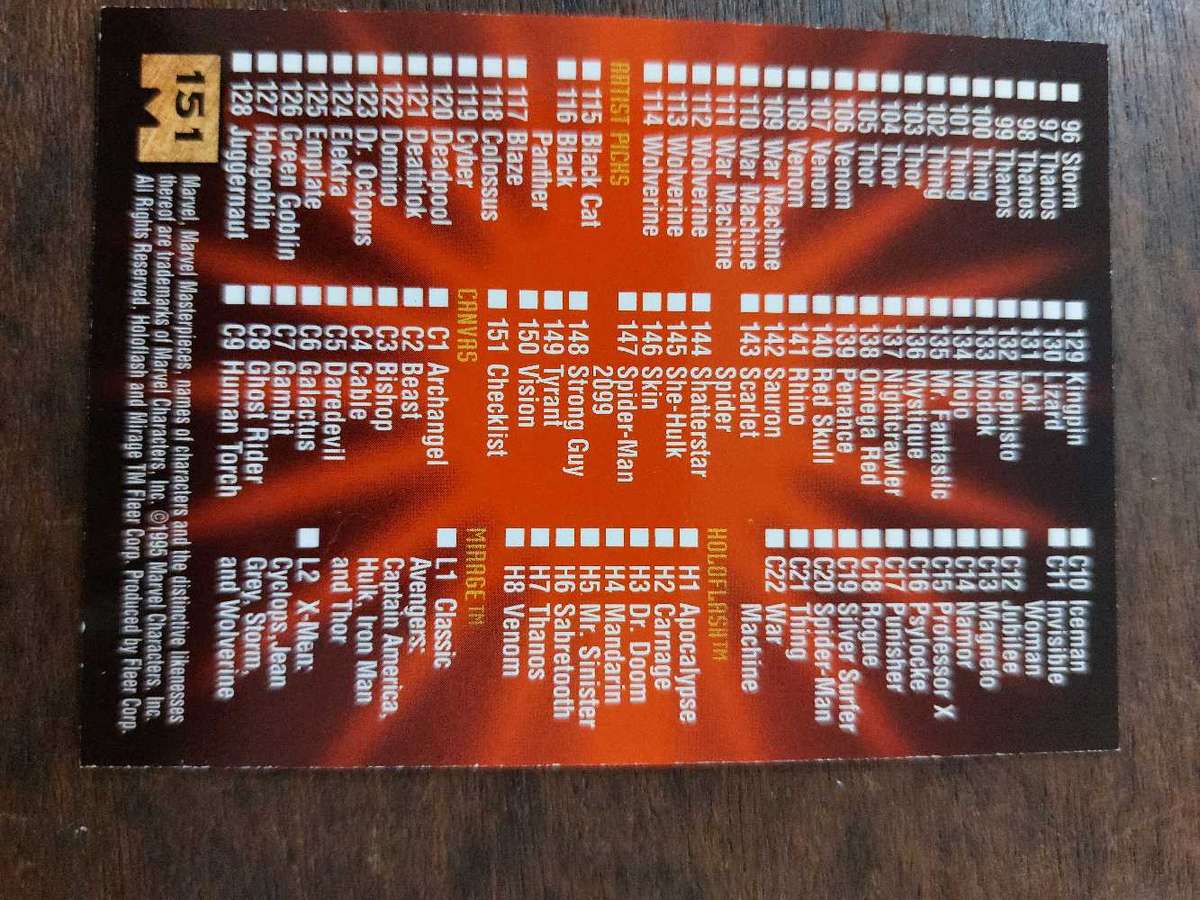 96 Storm
97 Thanos
98 Thanos
99 Thanos
100 Thing
101 Thing
102 Thing
103 Thor
104 Thor
105 Thor
106 Venom
107 Venom
108 Venom
109 War Machine
110 War Machine
111 War Machine
112 Wolverine
113 Wolverine
114 Wolverine
ARTIST PICKS
115 Black Cat
116 Black
Panther
117 Blaze
118 Colossus
119 Cyber
120 Deadpool
121 Deathlok
122 Domino
123 Dr. Octopus
124 Elektra
125 Emplate
126 Green Goblin
127 Hobgoblin
128 Juggernaut
129 Kingpin
130 Lizard
131 Loki
132 Mephisto
133 Modok
134 Mojo
135 Mr. Fantastic
136 Mystique
137 Nightcrawler
138 Omega Red
139 Penance
140 Red Skull
141 Rhino
142 Sauron
143 Scarlet
Spider
144 Shatterstar
145 She-Hulk
146 Skin
147 Spider-Man
2099
148 Strong Guy
149 Tyrant
150 Vision
151 Checklist
CANVAS
C1 Archangel
C2 Beast
C3 Bishop
C4 Cable
C5 Daredevil
C6 Galactus
C7 Gambit
C8 Ghost Rider
C9 Human Torch
C10 Iceman
C11 Invisible
Woman
C12 Jubilee
C13 Magneto
C14 Namor
C15 Professor X
C16 Psylocke
C17 Punisher
C18 Rogue
C19 Silver Surfer
C20 Spider-Man
C21 Thing
C22 War
Machine
HOLOFLASH™
H1 Apocalypse
H2 Carnage
H3 Dr. Doom
H4 Mandarin
H5 Mr. Sinister
H6 Sabretooth
H7 Thanos
H8 Venom
MIRAGE™
L1 Classic
Avengers:
Captain America,
Hulk, Iron Man
and Thor
L2 X-Men:
Cyclops, Jean
Grey, Storm,
and Wolverine
151
Marvel, Marvel Masterpieces, names of characters and the distinctive likenesses
thereof are trademarks of Marvel Characters, Inc. ©1995 Marvel Characters, Inc.
All Rights Reserved. Holoflash and Mirage TM Fleer Corp. Produced by Fleer Corp.